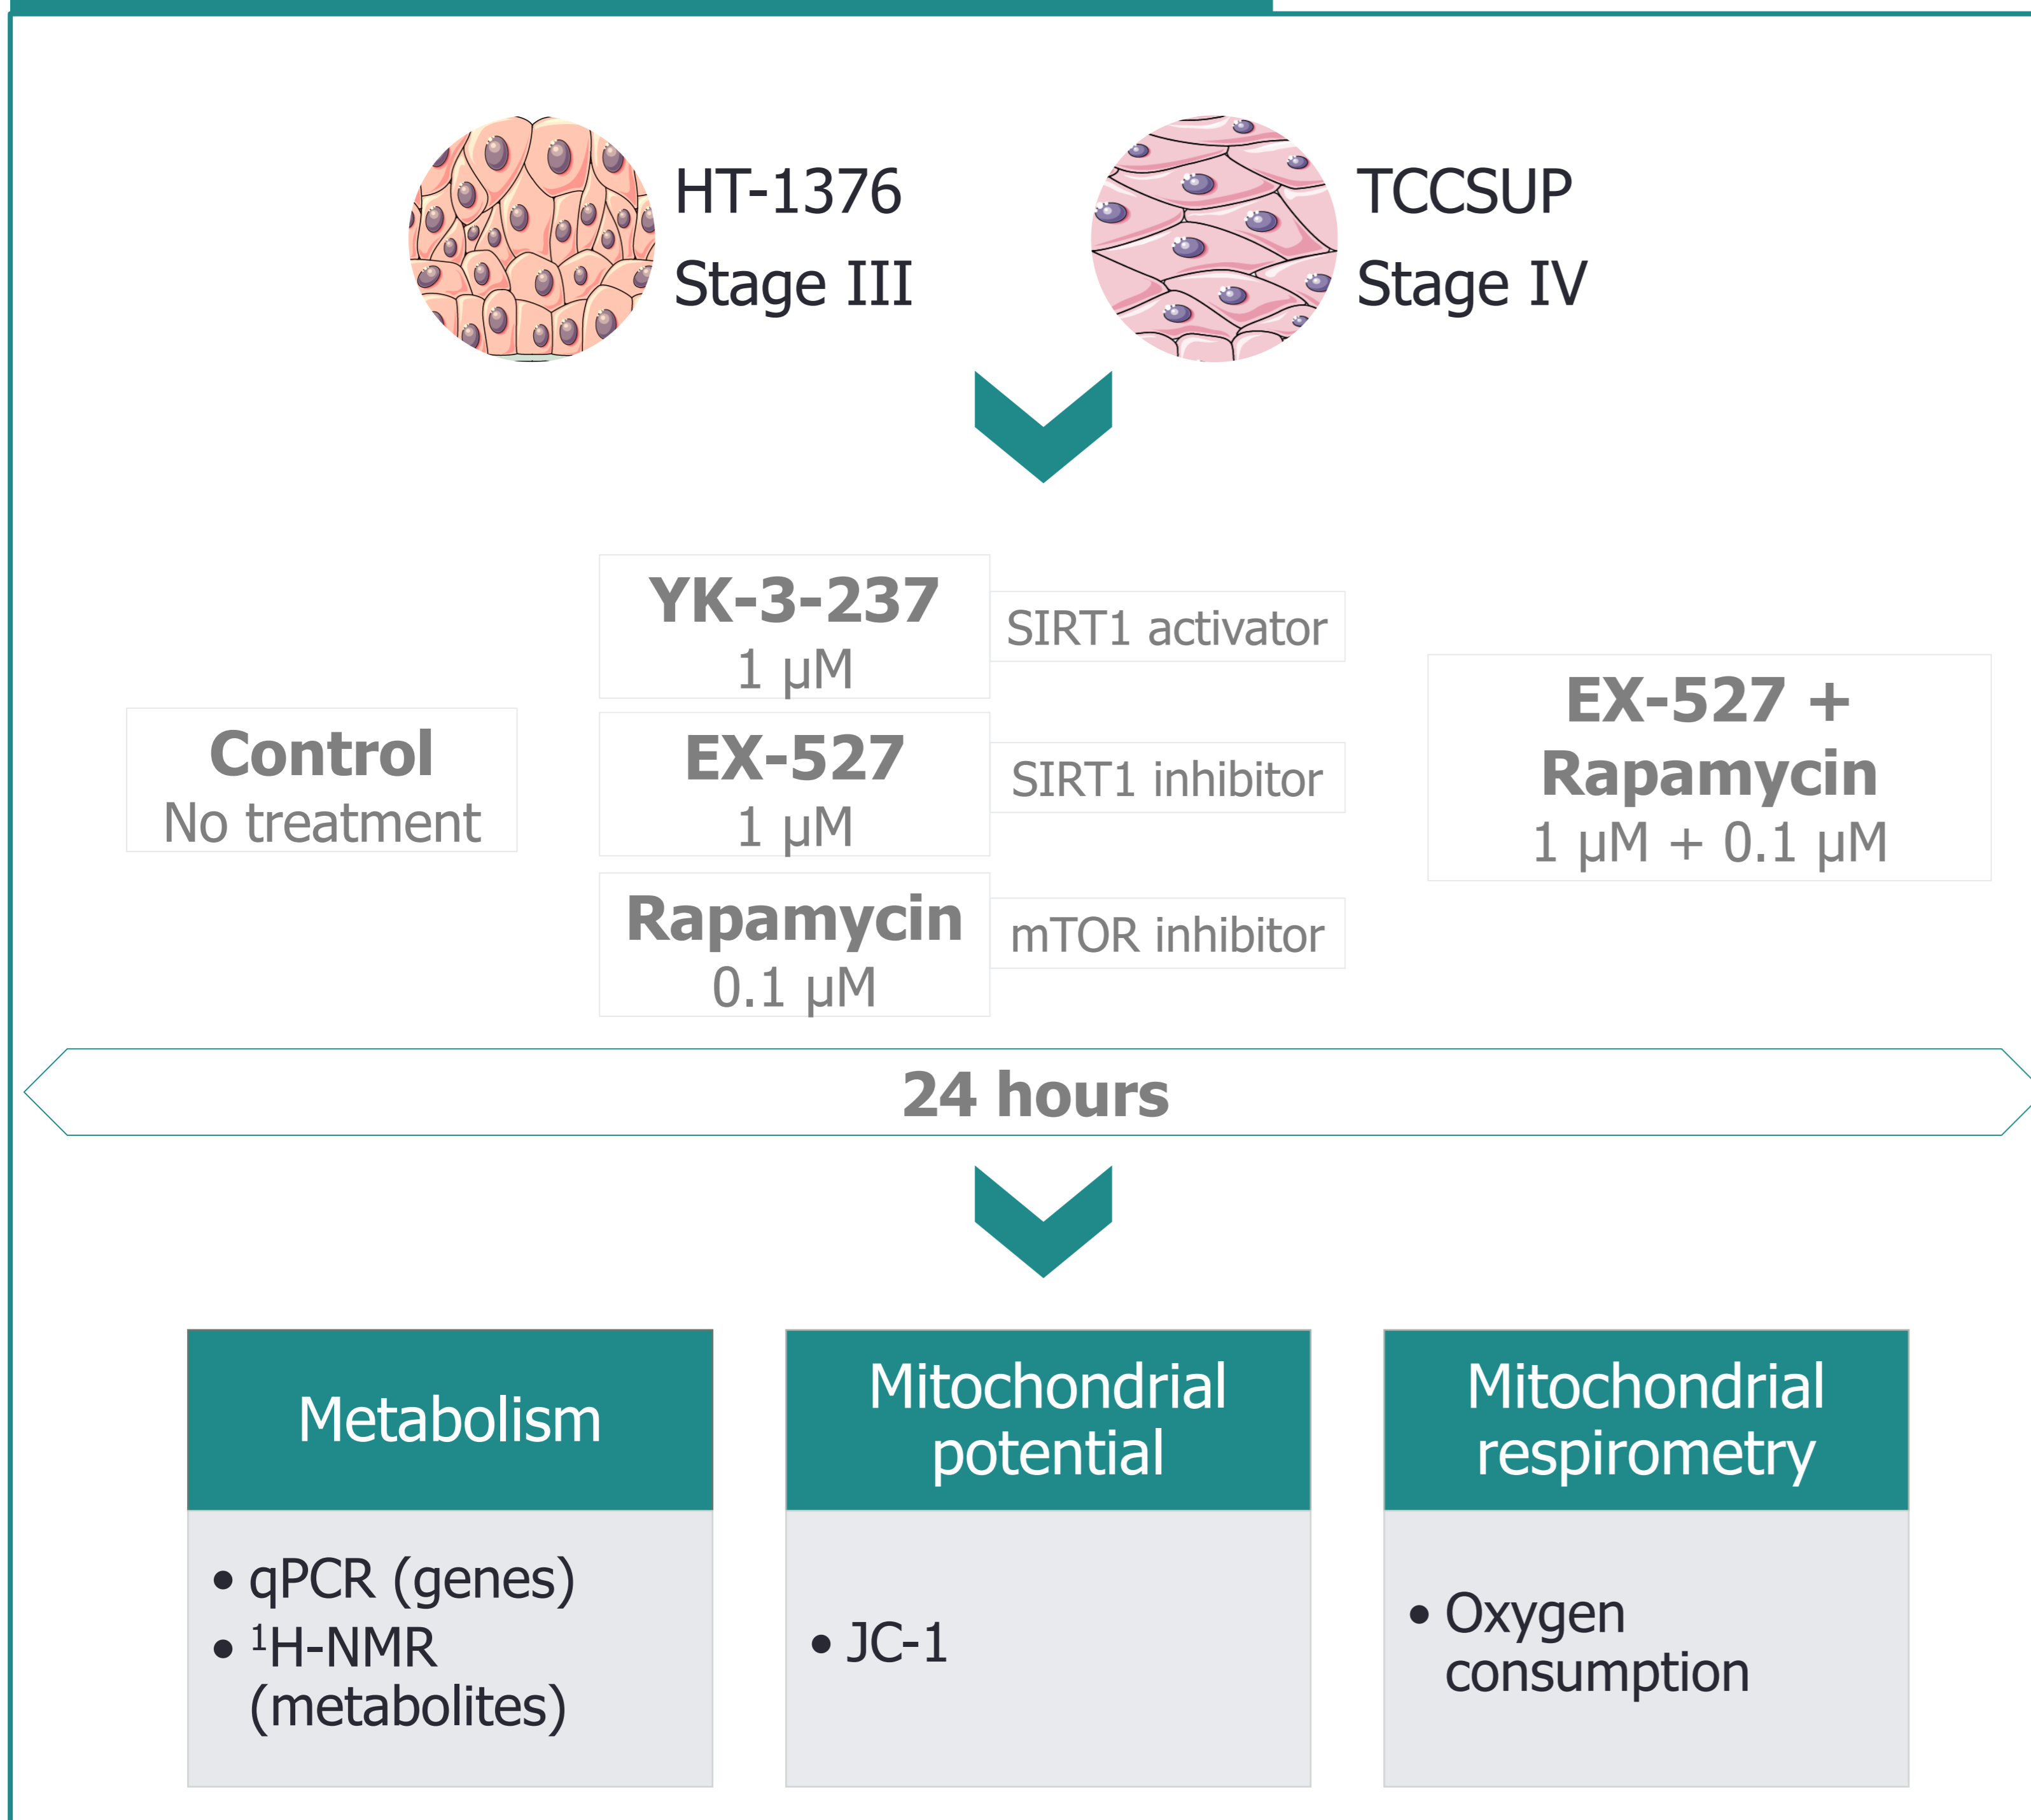 HT-1376
Stage III
TCCSUP
Stage IV
Control
No treatment
YK-3-237
1 µM
SIRT1 activator
EX-527
1 µM
SIRT1 inhibitor
Rapamycin
0.1 µM
mTOR inhibitor
EX-527 +
Rapamycin
1 µM + 0.1 µM
24 hours
Metabolism
• qPCR (genes)
• ¹H-NMR
(metabolites)
Mitochondrial
potential
• JC-1
Mitochondrial
respirometry
• Oxygen
consumption